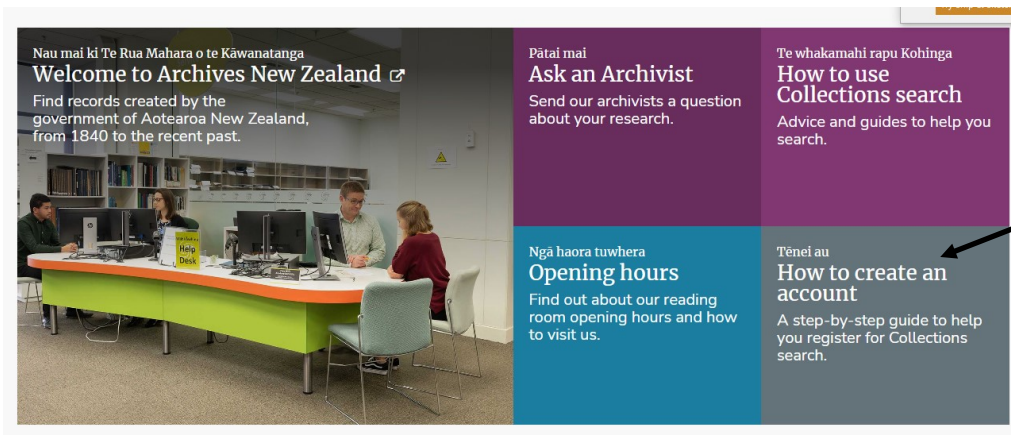 Nau mai ki Te Rua Mahara o te Kāwanatanga
Welcome to Archives New Zealand
Find records created by the
government of Aotearoa New Zealand,
from 1840 to the recent past.
Help
Desk
Pātai mai
Ask an Archivist
Send our archivists a question
about your research.
Te whakamahi rapu Kohinga
How to use
Collections search
Advice and guides to help you
search.
Ngā haora tuwhera
Opening hours
Find out about our reading
room opening hours and how
to visit us.
Tēnei au
How to create an
account
A step-by-step guide to help
you register for Collections
search.